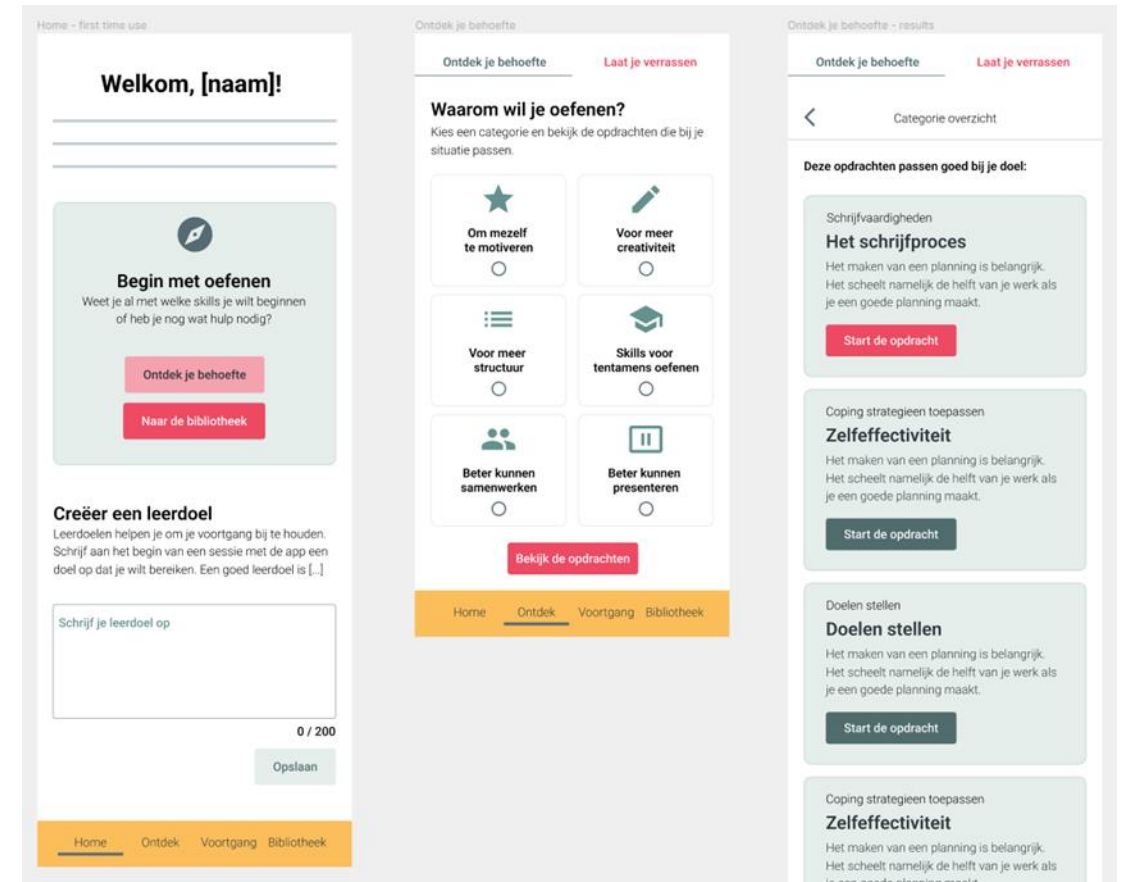 Home - first time use
Welkom, [naam]!
Begin met oefenen
Weet je al met welke skills je wilt beginnen
of heb je nog wat hulp nodig?
Ontdek je behoefte
Naar de bibliotheek
Creëer een leerdoel
Leerdoelen helpen je om je voortgang bij te houden.
Schrijf aan het begin van een sessie met de app een
doel op dat je wilt bereiken. Een goed leerdoel is [...]
Schrijf je leerdoel op
0 / 200
Opslaan
Home Ontdek Voortgang Bibliotheek
Ontdek je behoefte
Ontdek je behoefte Laat je verrassen
Waarom wil je oefenen?
Kies een categorie en bekijk de opdrachten die bij je
situatie passen.
Om mezelf
te motiveren
Voor meer
creativiteit
Voor meer
structuur
Skills voor
tentamens oefenen
Beter kunnen
samenwerken
Beter kunnen
presenteren
Bekijk de opdrachten
Home Ontdek Voortgang Bibliotheek
Ontdek je behoefte - results
Ontdek je behoefte Laat je verrassen
Categorie overzicht
Deze opdrachten passen goed bij je doel:
Schrijfvaardigheden
Het schrijfproces
Het maken van een planning is belangrijk.
Het scheelt namelijk de helft van je werk als
je een goede planning maakt.
Start de opdracht
Coping strategieen toepassen
Zelfeffectiviteit
Het maken van een planning is belangrijk.
Het scheelt namelijk de helft van je werk als
je een goede planning maakt.
Start de opdracht
Doelen stellen
Doelen stellen
Het maken van een planning is belangrijk.
Het scheelt namelijk de helft van je werk als
je een goede planning maakt.
Start de opdracht
Coping strategieen toepassen
Zelfeffectiviteit
Het maken van een planning is belangrijk.
Het scheelt namelijk de helft van je werk als